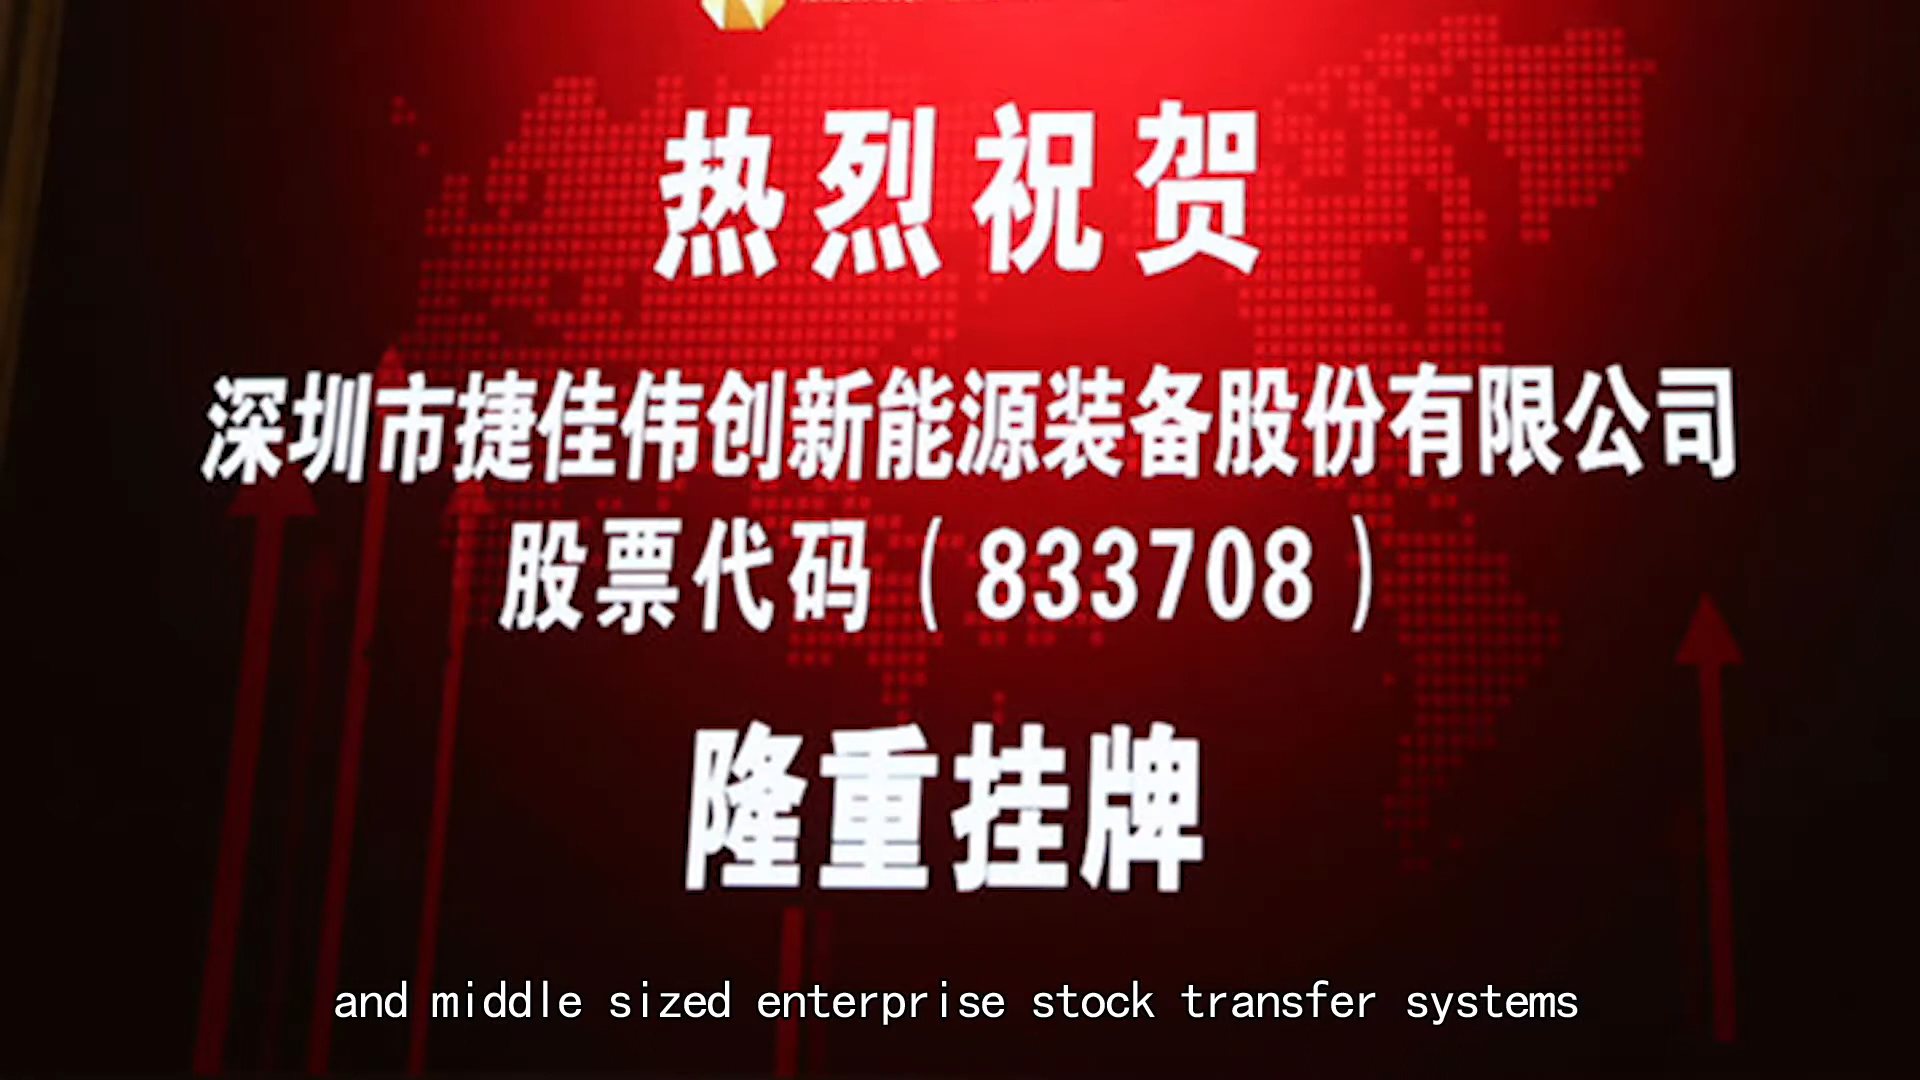 热烈祝贺
深圳市捷佳伟创新能源装备股份有限公司
股票代码（833708）
隆重挂牌
and middle sized enterprise stock transfer systems